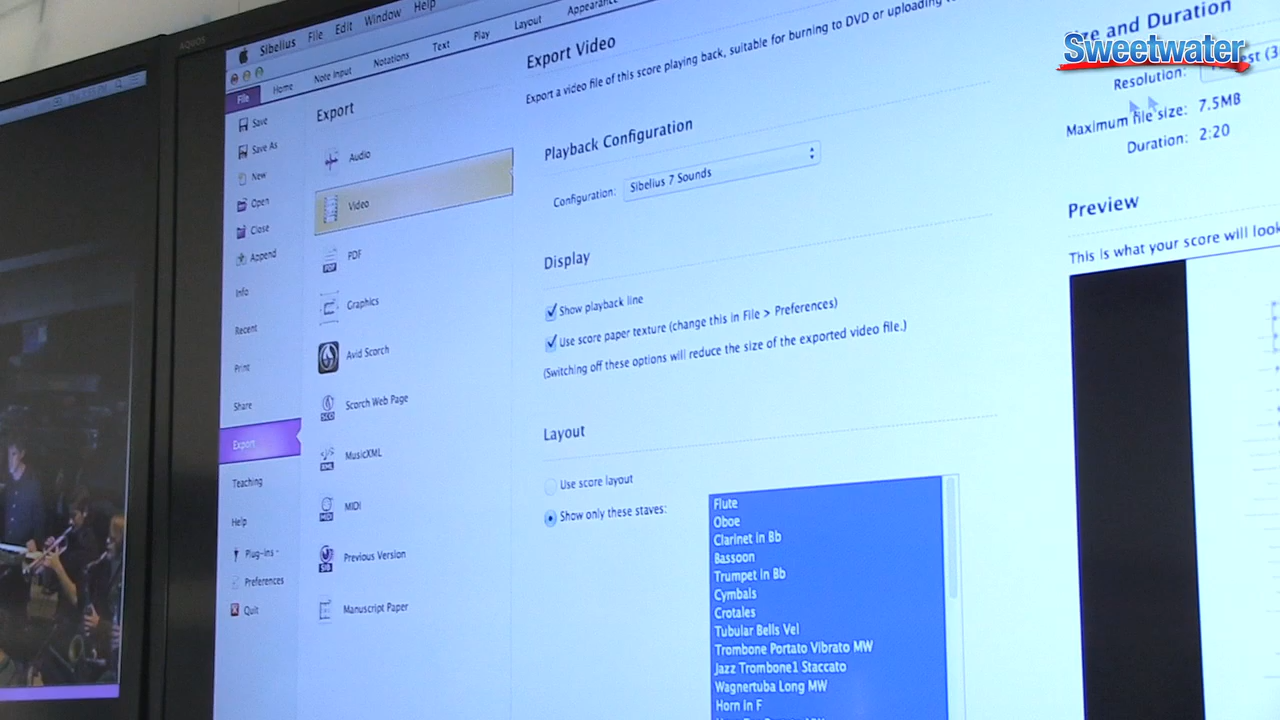 Sweetwater
AQUOS
Sibelius File Edit Window Help
File Home Note Input Notations Text Play Layout Appearance
Save
Save As
New
Open
Close
Append
Info
Recent
Print
Share
Export
Teaching
Help
Plug-ins
Preferences
Quit
Export
Audio
Video
PDF
Graphics
Avid Scorch
Scorch Web Page
MusicXML
MIDI
Previous Version
Manuscript Paper
Export Video
Export a video file of this score playing back, suitable for burning to DVD or uploading
Playback Configuration
Configuration: Sibelius 7 Sounds
Display
Show playback line
Use score paper texture (change this in File > Preferences)
(Switching off these options will reduce the size of the exported video file.)
Layout
Use score layout
Show only these staves:
Flute
Oboe
Clarinet in Bb
Bassoon
Trumpet in Bb
Cymbals
Crotales
Tubular Bells Vel
Trombone Portato Vibrato MW
Jazz Trombone1 Staccato
Wagnertuba Long MW
Horn in F
and Duration
Resolution:
Maximum file size: 7.5MB
Duration: 2:20
Preview
This is what your score will look